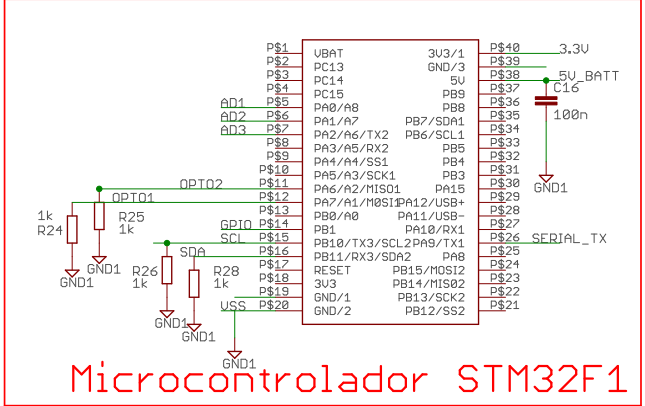 P$1 VBAT 3V3/1 P$40 3.3V
P$2 PC13 GND/3 P$39
P$3 PC14 5V P$38 5V_BATT
P$4 PC15 PB9 P$37 C16
AD1 P$5 PA0/A8 PB8 P$36 100n
AD2 P$6 PA1/A7 PB7/SDA1 P$35
AD3 P$7 PA2/A6/TX2 PB6/SCL1 P$34
P$8 PA3/A5/RX2 PB5 P$33
P$9 PA4/A4/SS1 PB4 P$32
P$10 PA5/A3/SCK1 PB3 P$31
OPTO2 P$11 PA6/A2/MISO1 PA15 P$30 GND1
OPTO1 P$12 PA7/A1/MOSI1 PA12/USB+ P$29
1k R25 P$13 PB0/A0 PA11/USB- P$28
R24 1k GPIO P$14 PB1 PA10/RX1 P$27
SCL P$15 PB10/TX3/SCL2 PA9/TX1 P$26 SERIAL_TX
SDA P$16 PB11/RX3/SDA2 PA8 P$25
GND1 R26 R28 P$17 RESET PB15/MOSI2 P$24
GND1 1k 1k P$18 3V3 PB14/MISO2 P$23
P$19 GND/1 PB13/SCK2 P$22
VSS P$20 GND/2 PB12/SS2 P$21
GND1
GND1
GND1
Microcontrolador STM32F1